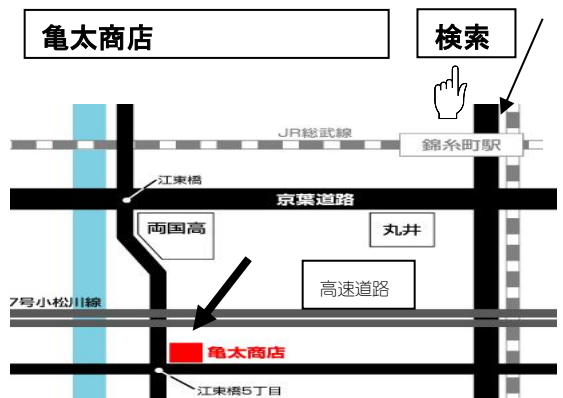 亀太商店
検索
JR総武線
錦糸町駅
江東橋
京葉道路
両国高
丸井
高速道路
7号小松川線
亀太商店
江東橋5丁目